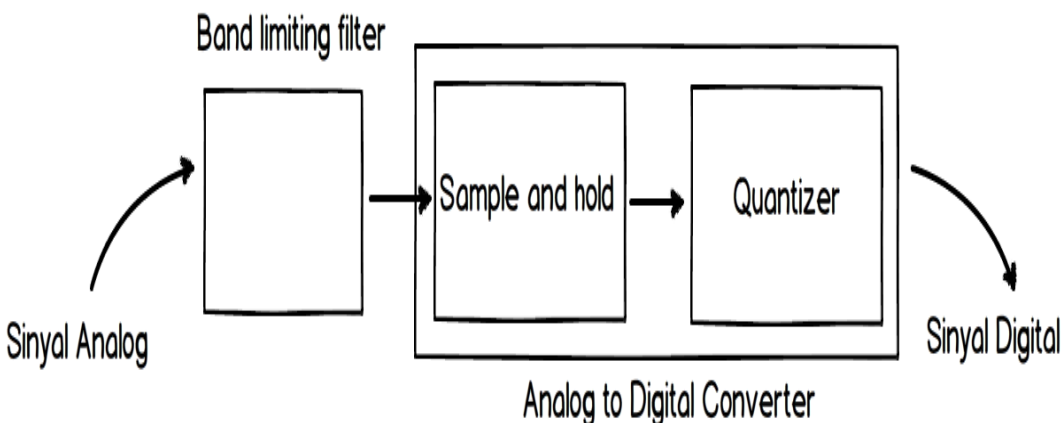 Band limiting filter
Sinyal Analog
Sample and hold
Quantizer
Sinyal Digital
Analog to Digital Converter